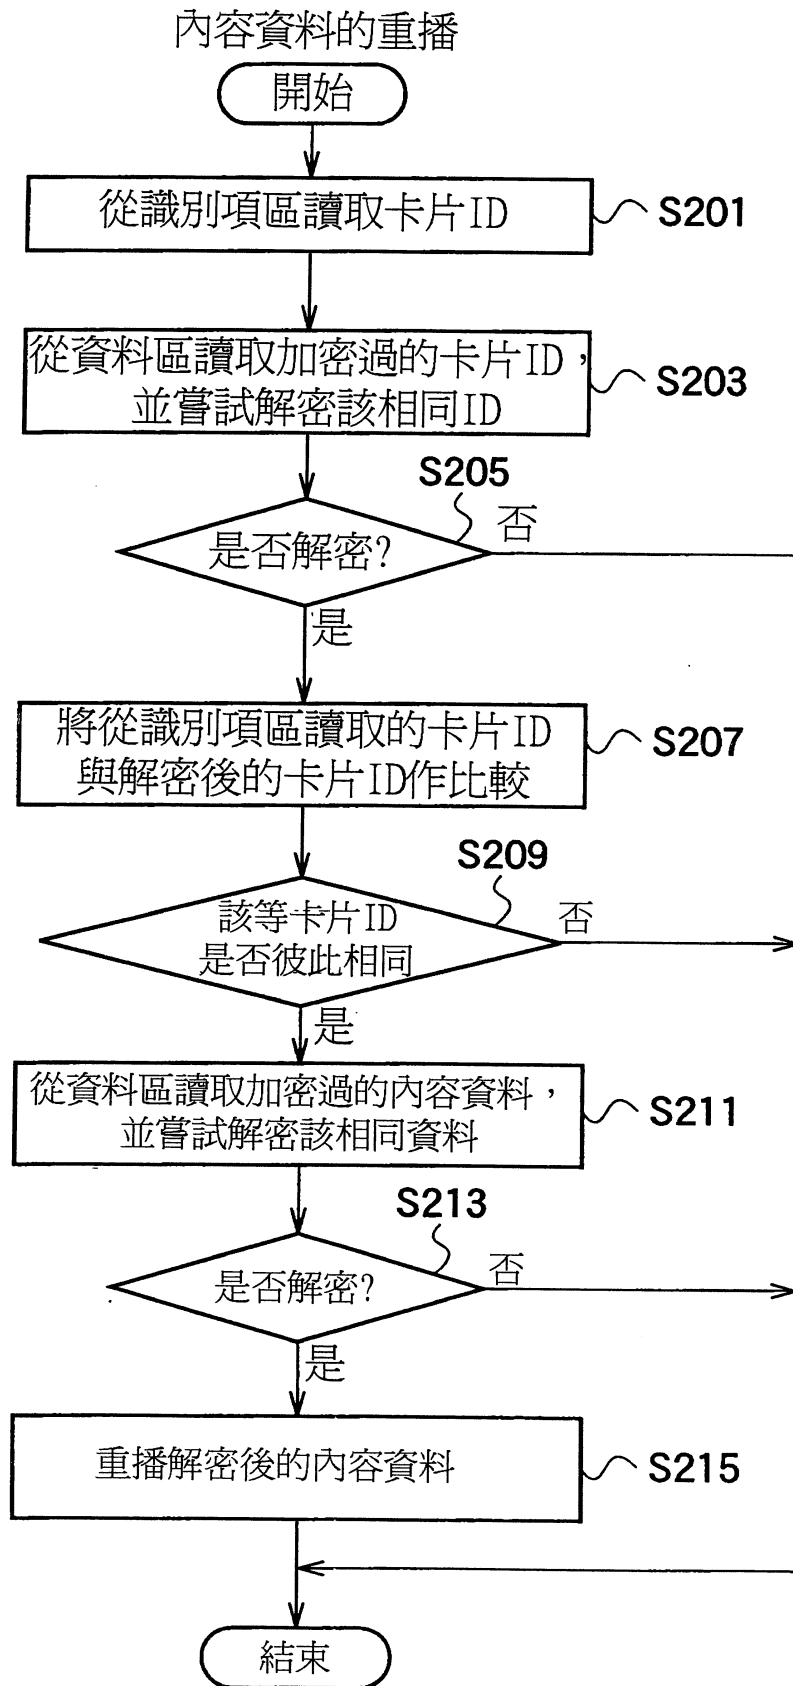 內容資料的重播
開始
從識別項區讀取卡片ID
S201
從資料區讀取加密過的卡片ID，
並嘗試解密該相同ID
S203
S205
是否解密?
否
是
將從識別項區讀取的卡片ID
與解密後的卡片ID作比較
S207
S209
該等卡片ID
是否彼此相同
否
是
從資料區讀取加密過的內容資料，
並嘗試解密該相同資料
S211
S213
是否解密?
否
是
重播解密後的內容資料
S215
結束